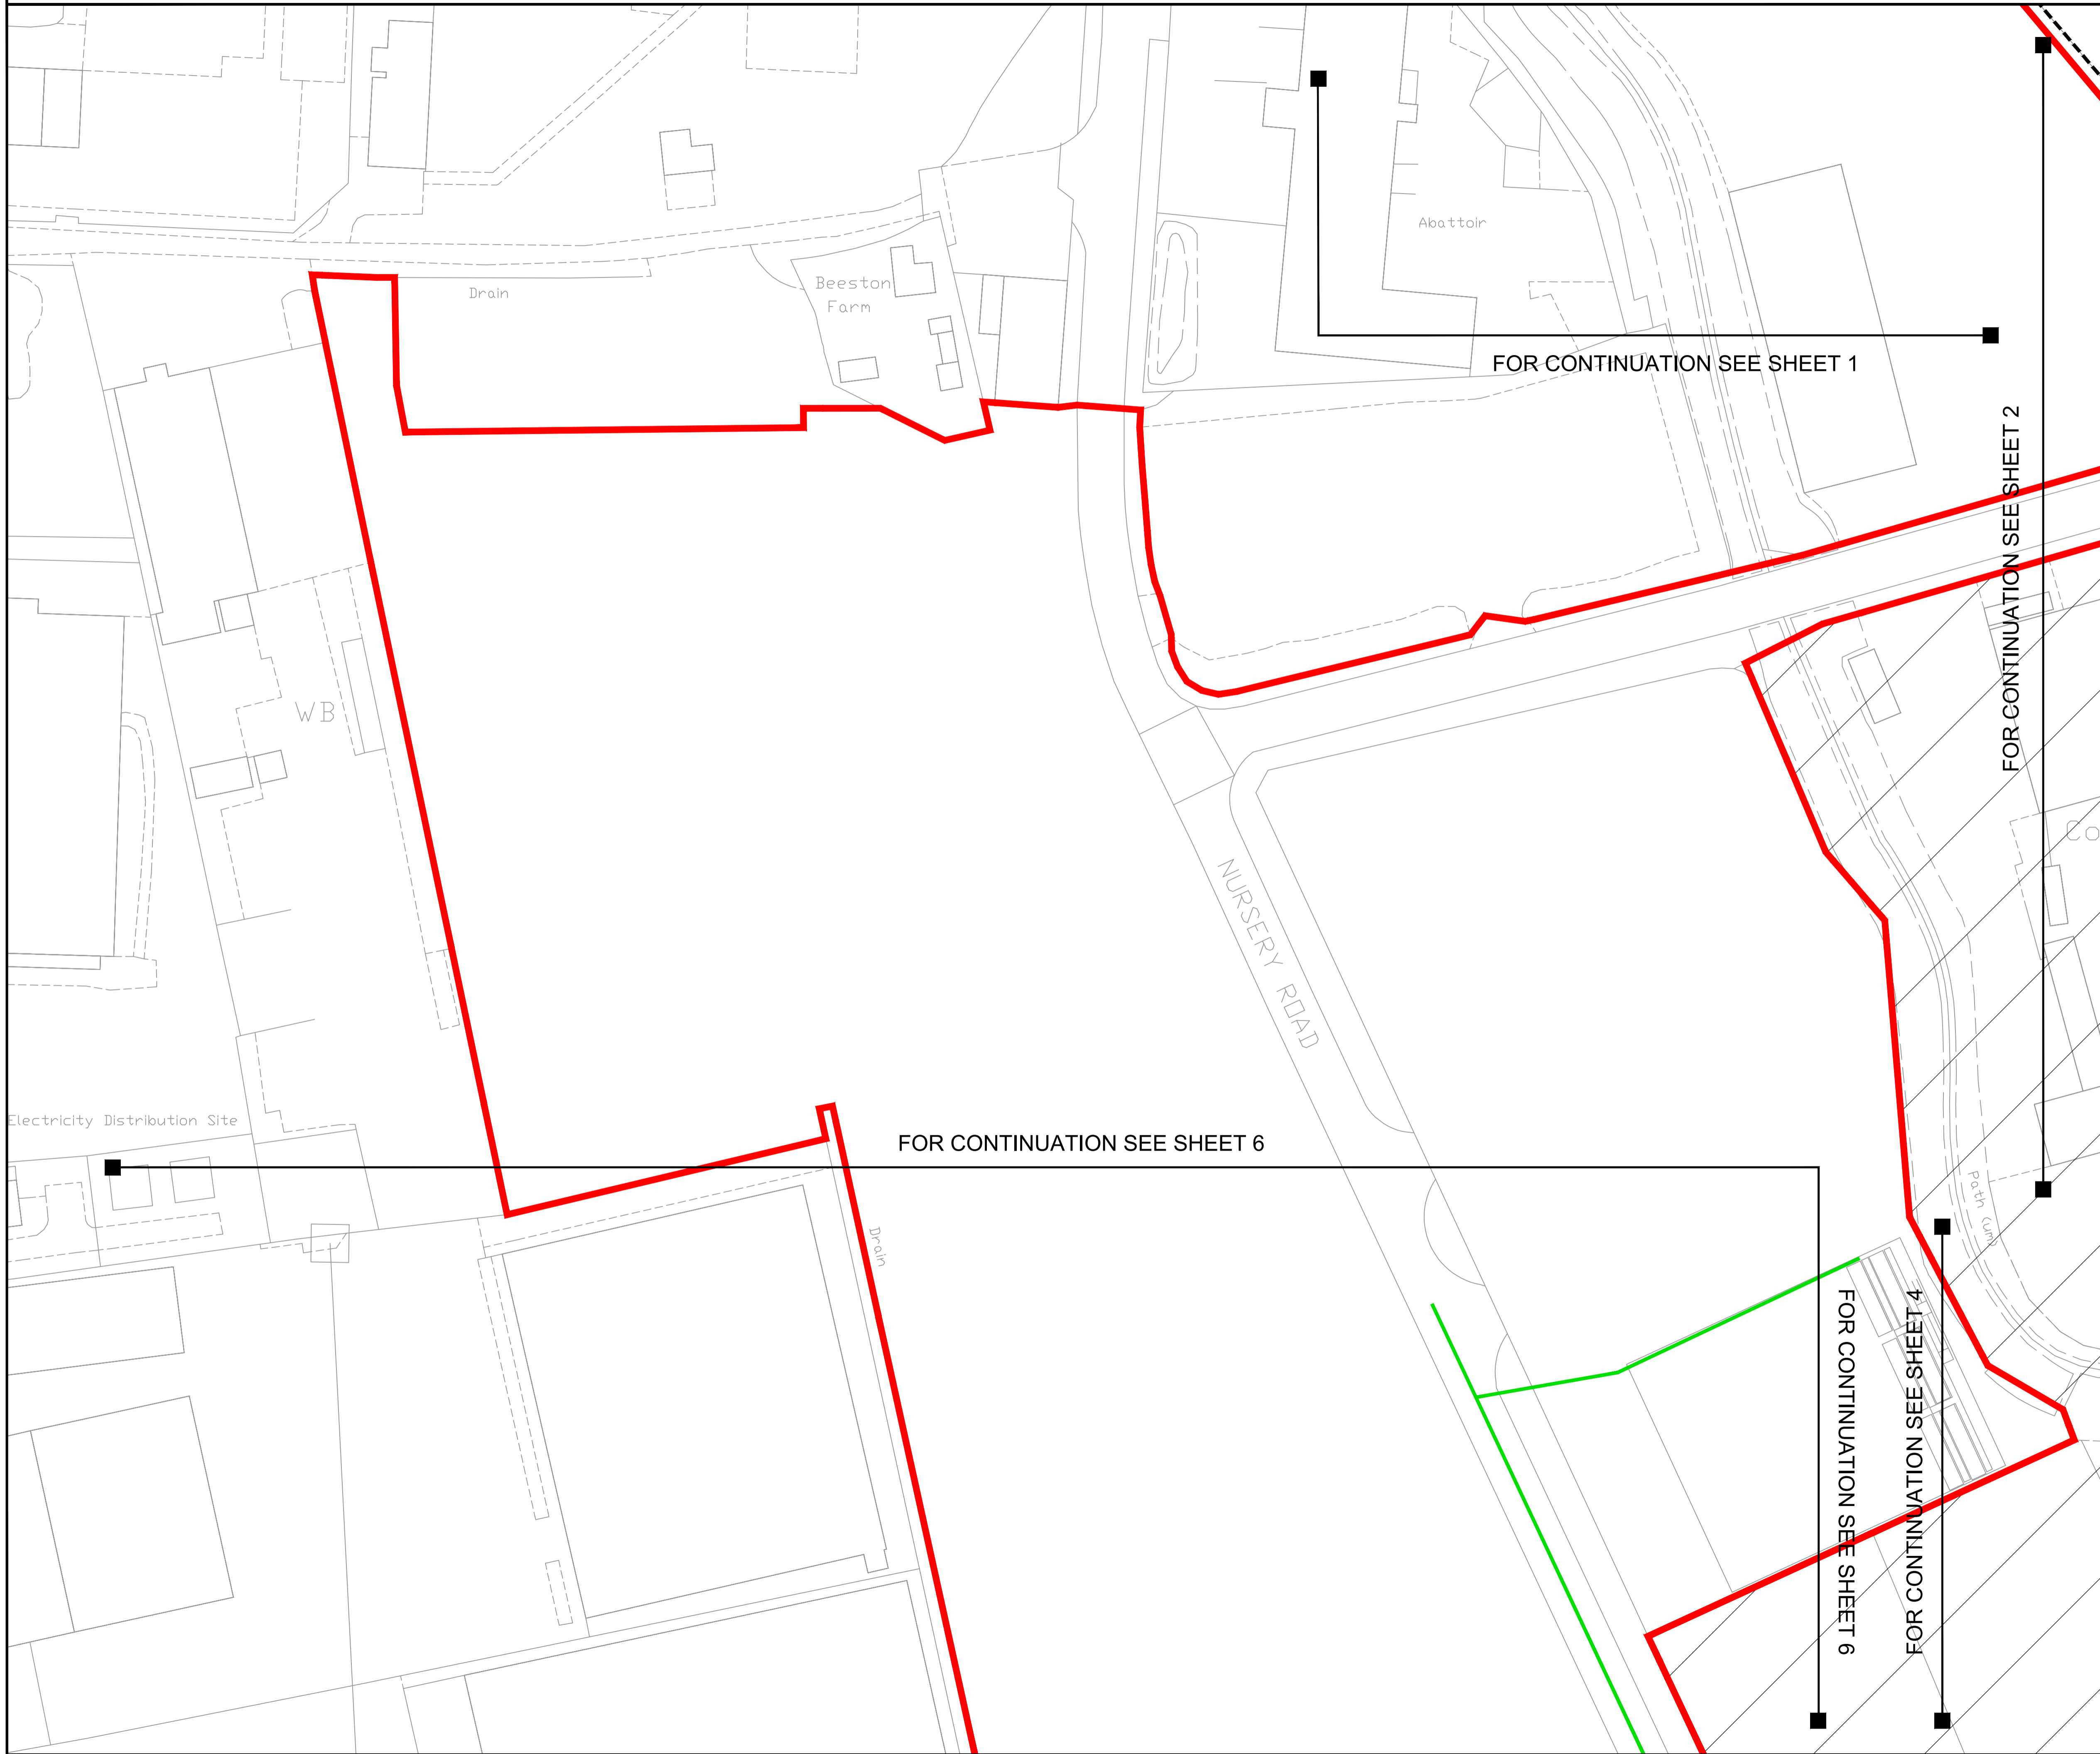 Abattoir
Beeston
Farm
Drain
FOR CONTINUATION SEE SHEET 1
FOR CONTINUATION SEE SHEET 2
WB
Co
NURSERY ROAD
Electricity Distribution Site
FOR CONTINUATION SEE SHEET 6
Path (um)
Drain
FOR CONTINUATION SEE SHEET 6
FOR CONTINUATION SEE SHEET 4